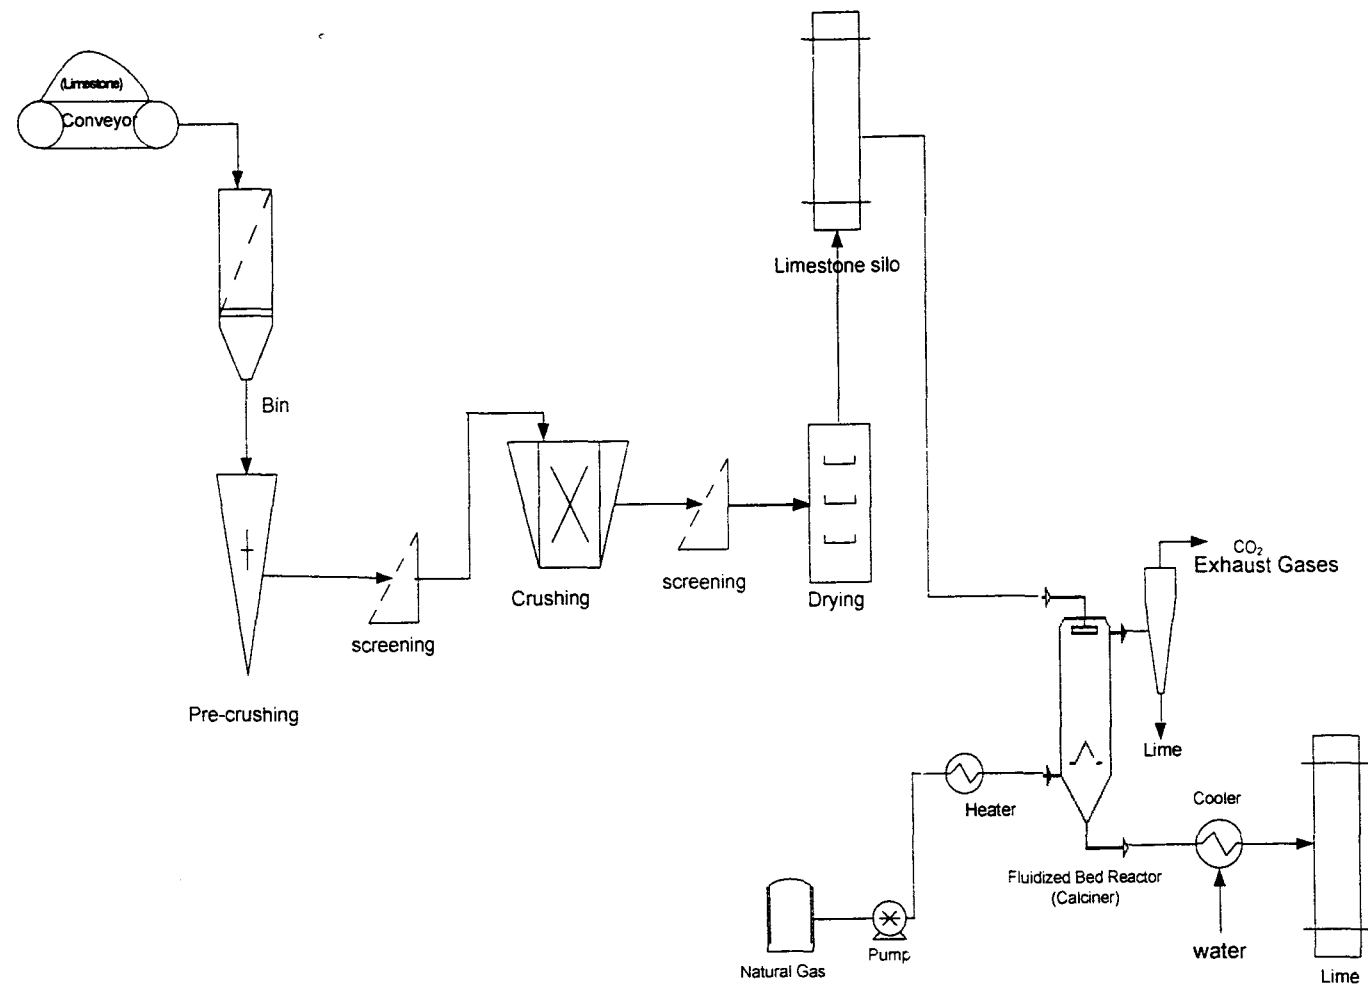 (Limestone)
Conveyor
Bin
Pre-crushing
screening
Crushing
screening
Drying
Limestone silo
CO₂
Exhaust Gases
Lime
Heater
Cooler
Fluidized Bed Reactor
(Calciner)
water
Natural Gas
Pump
Lime